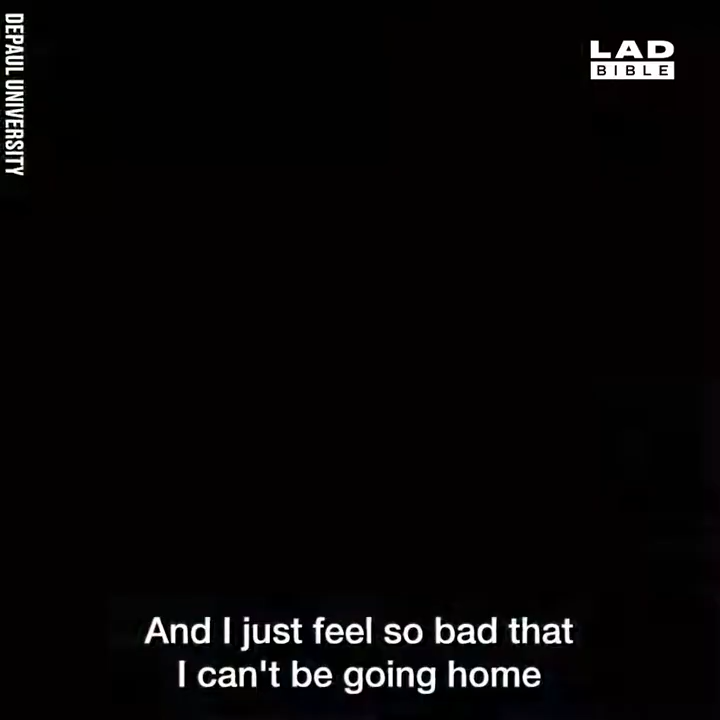 DEPAUL UNIVERSITY
LAD
BIBLE
And I just feel so bad that
I can't be going home